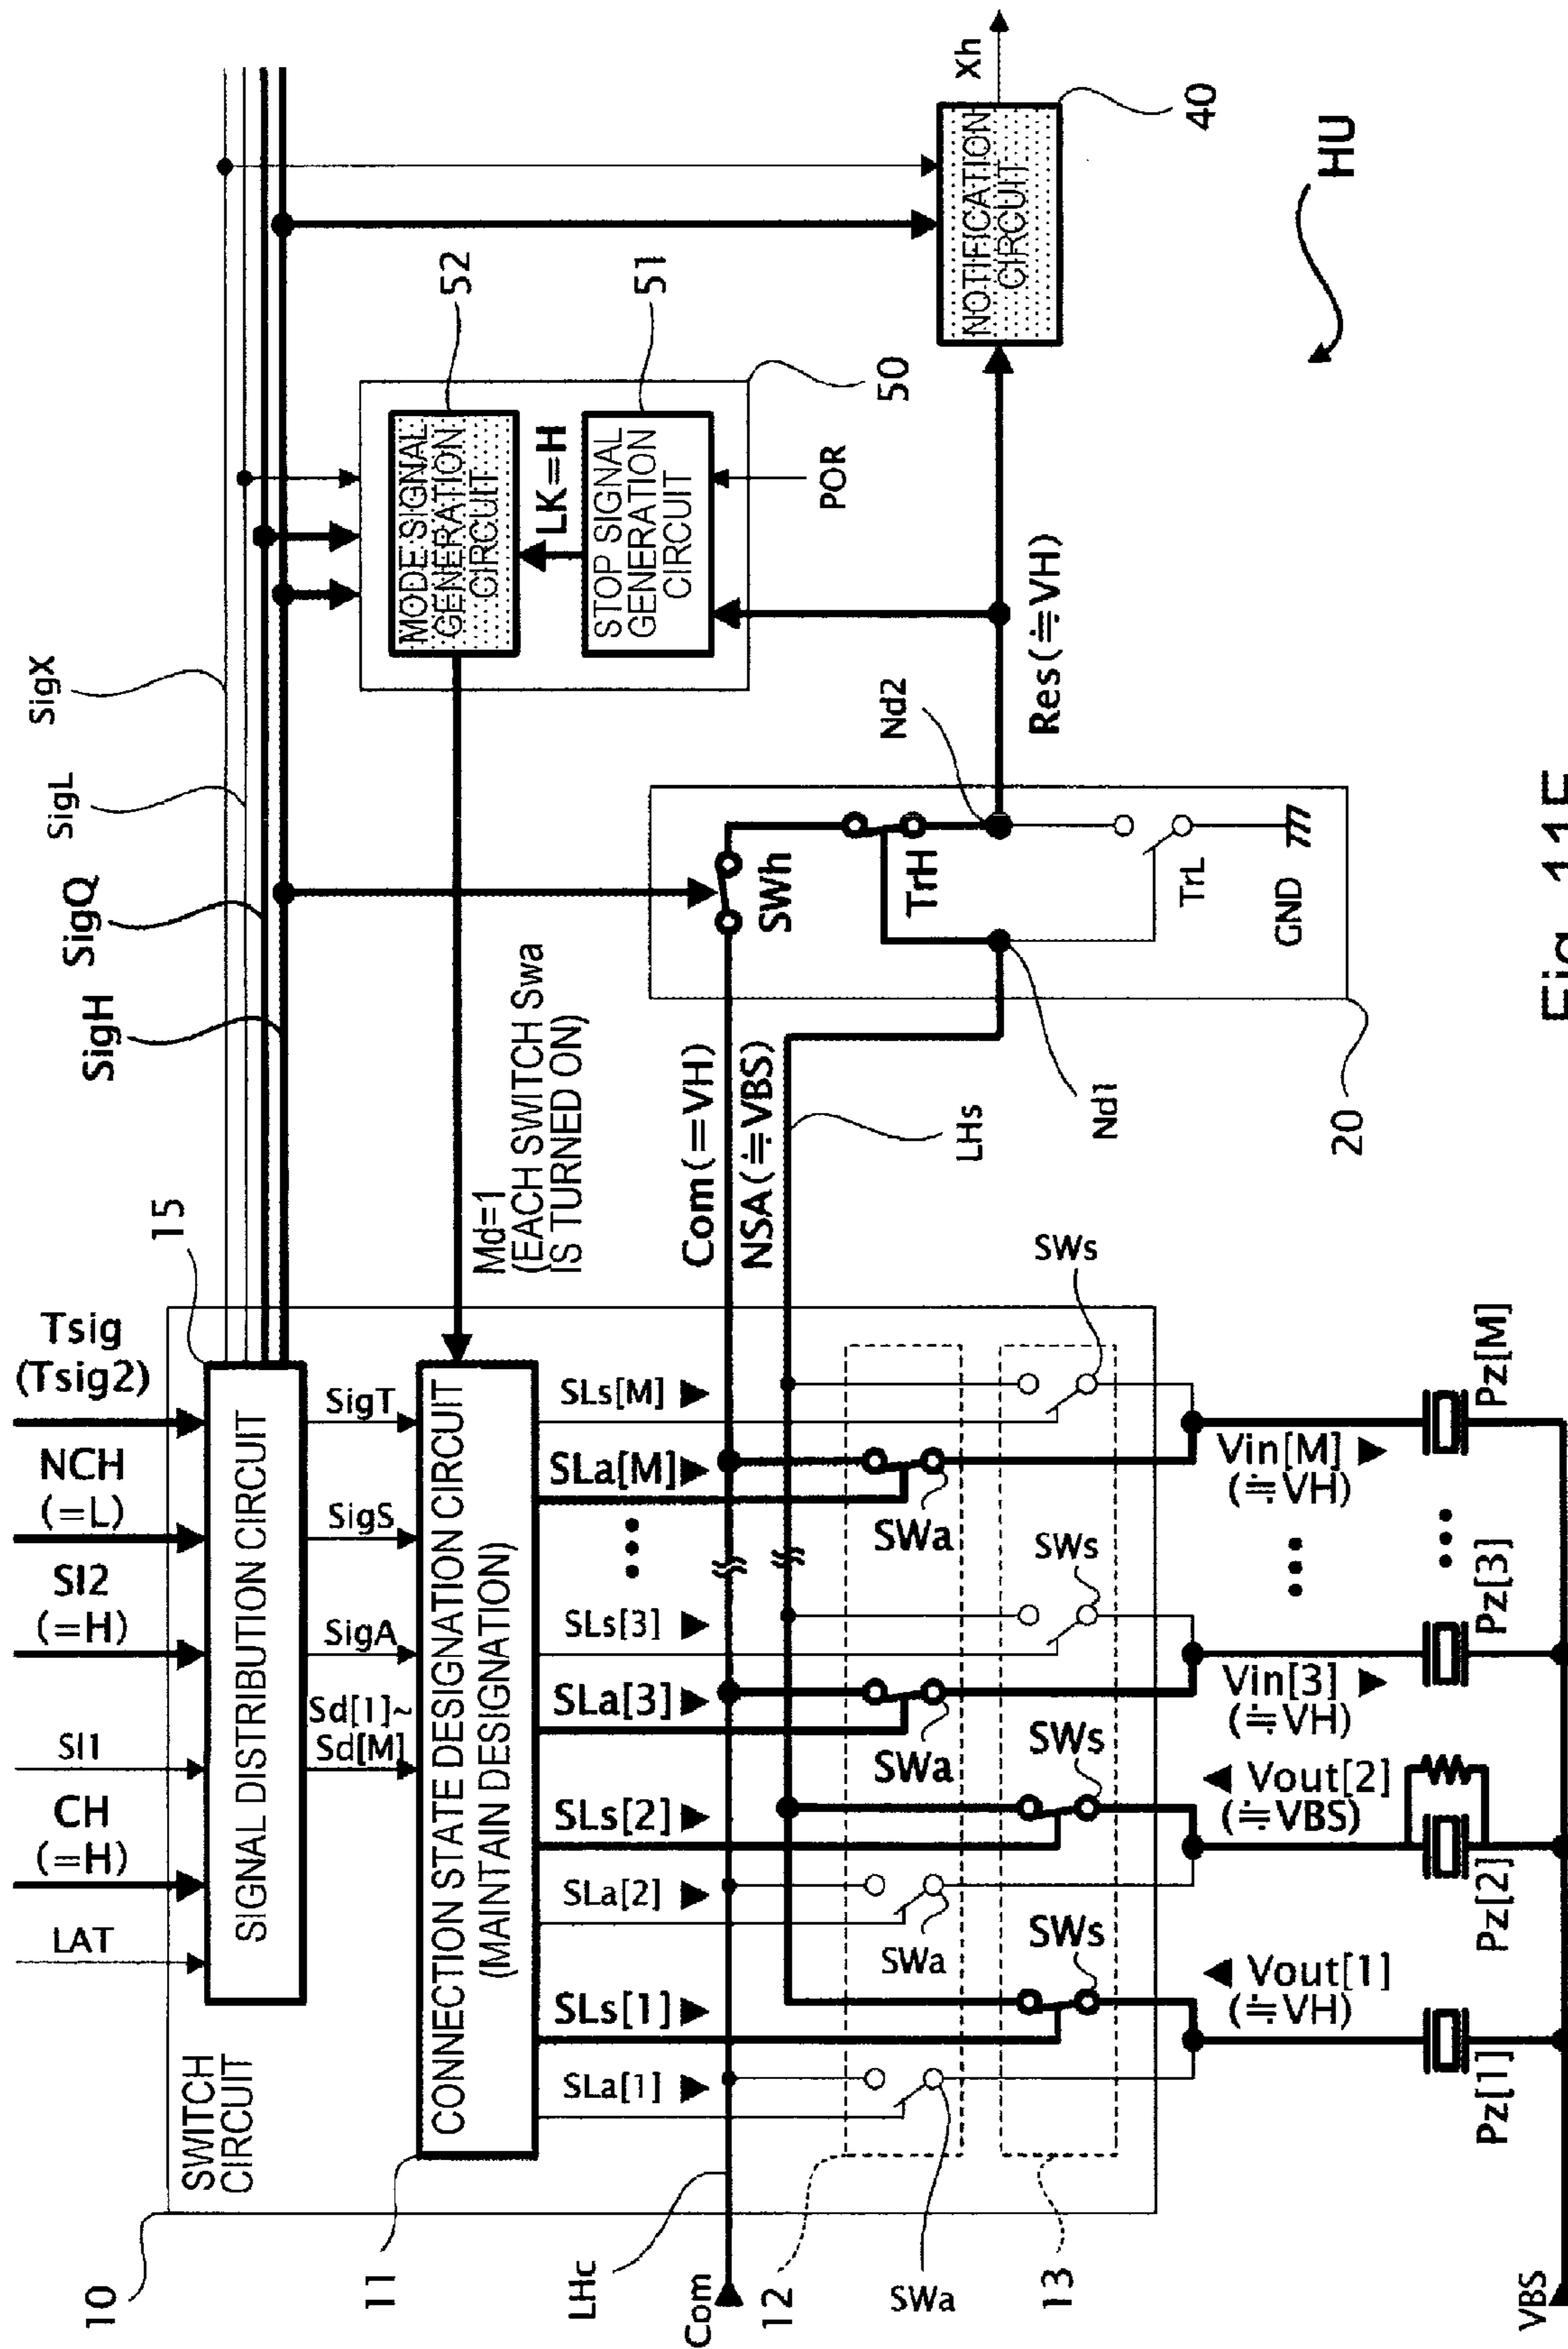 Tsig
(Tsig2)
NCH
(=L)
SI2
(=H)
SI1
CH
(=H)
LAT
15
SigH
SigQ
SigL
SigX
SWITCH
CIRCUIT
10
SIGNAL DISTRIBUTION CIRCUIT
SigT
SigS
SigA
Sd[1]~
Sd[M]
11
CONNECTION STATE DESIGNATION CIRCUIT
(MAINTAIN DESIGNATION)
Md=1
(EACH SWITCH Swa
IS TURNED ON)
MODE SIGNAL
GENERATION
CIRCUIT
52
LK=H
STOP SIGNAL
GENERATION
CIRCUIT
51
50
POR
NOTIFICATION
CIRCUIT
40
Xh
HU
SLa[1]
SLs[1]
SLa[2]
SLs[2]
SLa[3]
SLs[3]
SLa[M]
SLs[M]
LHc
Com
Com(=VH)
NSA(≒VBS)
LHs
SWh
TrH
Nd2
Res(≒VH)
Nd1
TrL
GND
20
12
SWa
SWa
SWa
SWa
13
SWs
SWs
SWs
SWs
Vout[1]
(≒VH)
Vout[2]
(≒VBS)
Vin[3]
(≒VH)
Vin[M]
(≒VH)
Pz[1]
Pz[2]
Pz[3]
Pz[M]
VBS